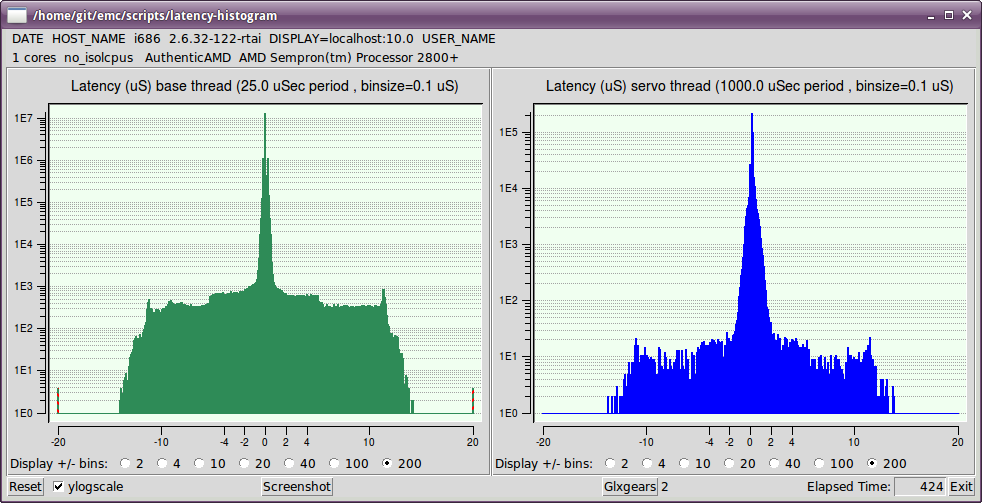 /home/git/emc/scripts/latency-histogram
DATE HOST_NAME i686 2.6.32-122-rtai DISPLAY=localhost:10.0 USER_NAME
1 cores no_isolcpus AuthenticAMD AMD Sempron(tm) Processor 2800+
Latency (uS) base thread (25.0 uSec period , binsize=0.1 uS)
1E7
1E6
1E5
1E4
1E3
1E2
1E1
1E0
-20 -10 -4 -2 0 2 4 10 20
Display +/- bins: 2 4 10 20 40 100 200
Latency (uS) servo thread (1000.0 uSec period , binsize=0.1 uS)
1E5
1E4
1E3
1E2
1E1
1E0
-20 -10 -4 -2 0 2 4 10 20
Display +/- bins: 2 4 10 20 40 100 200
Reset ylogscale Screenshot Glxgears 2 Elapsed Time: 424 Exit